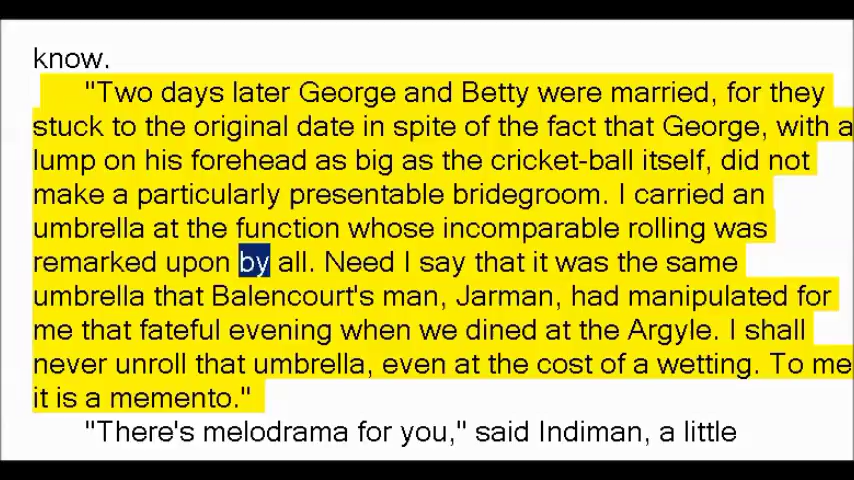 know.
"Two days later George and Betty were married, for they
stuck to the original date in spite of the fact that George, with a
lump on his forehead as big as the cricket-ball itself, did not
make a particularly presentable bridegroom. I carried an
umbrella at the function whose incomparable rolling was
remarked upon by all. Need I say that it was the same
umbrella that Balencourt's man, Jarman, had manipulated for
me that fateful evening when we dined at the Argyle. I shall
never unroll that umbrella, even at the cost of a wetting. To me
it is a memento."
"There's melodrama for you," said Indiman, a little